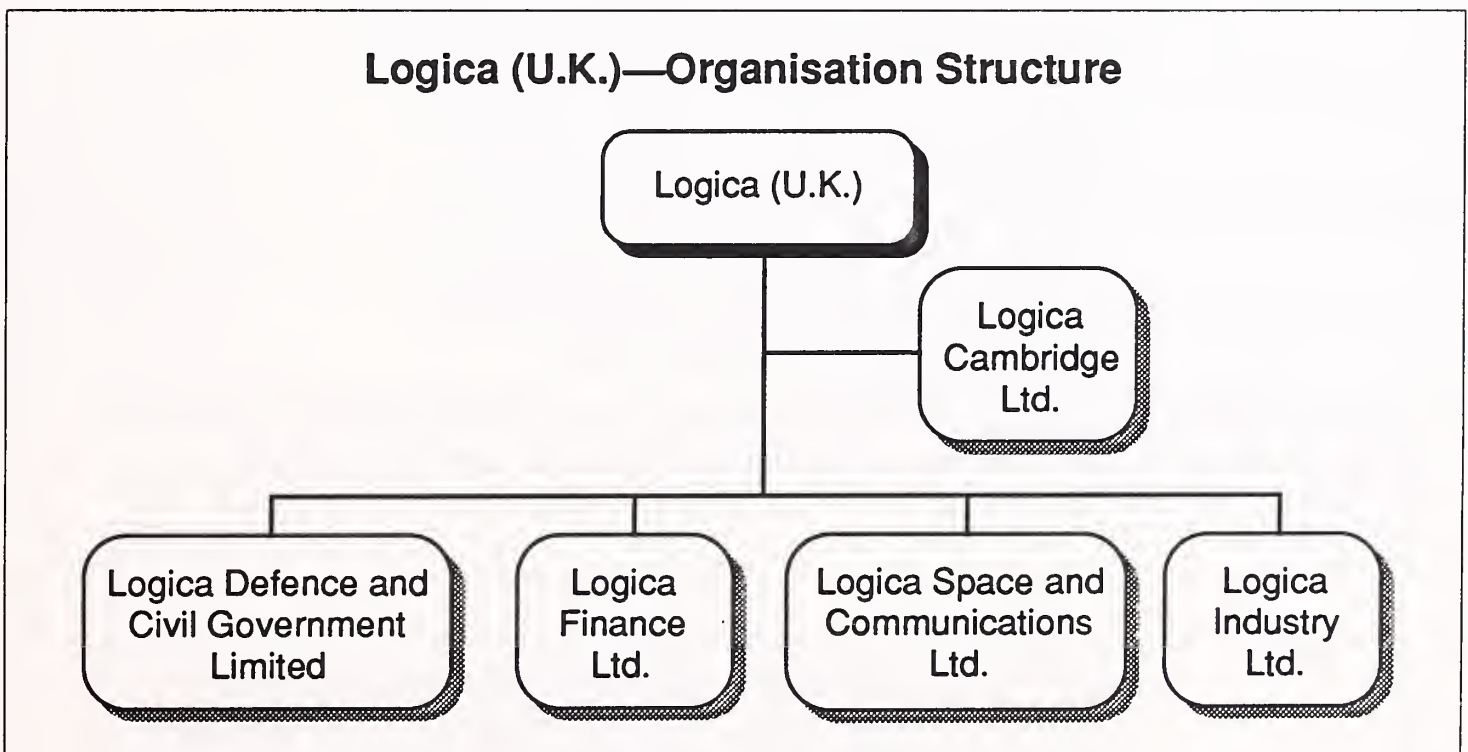 Logica (U.K.)—Organisation Structure
Logica (U.K.)
Logica
Cambridge
Ltd.
Logica Defence and
Civil Government
Limited
Logica
Finance
Ltd.
Logica Space and
Communications
Ltd.
Logica
Industry
Ltd.